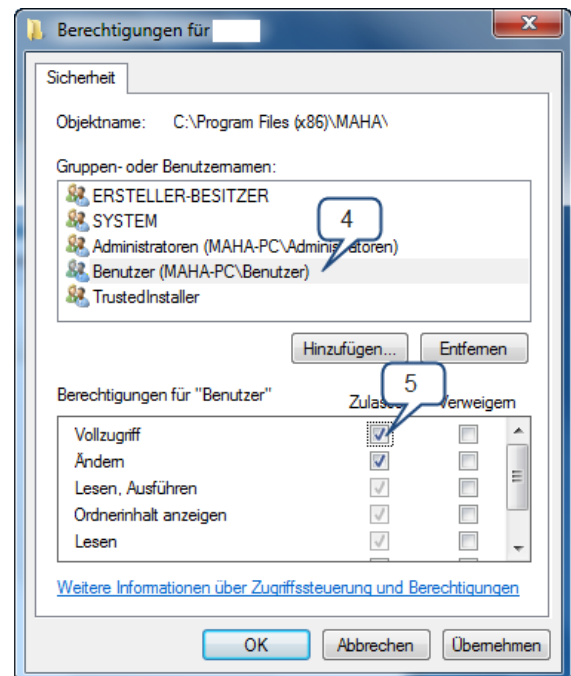 Berechtigungen für
Sicherheit
Objektname: C:\Program Files (x86)\MAHA\
Gruppen- oder Benutzernamen:
ERSTELLER-BESITZER
SYSTEM
4
Administratoren (MAHA-PC\Administratoren)
Benutzer (MAHA-PC\Benutzer)
TrustedInstaller
Hinzufügen... Entfernen
5
Berechtigungen für "Benutzer" Zulassen Verweigern
Vollzugriff
Ändern
Lesen, Ausführen
Ordnerinhalt anzeigen
Lesen
Weitere Informationen über Zugriffssteuerung und Berechtigungen
OK Abbrechen Übernehmen